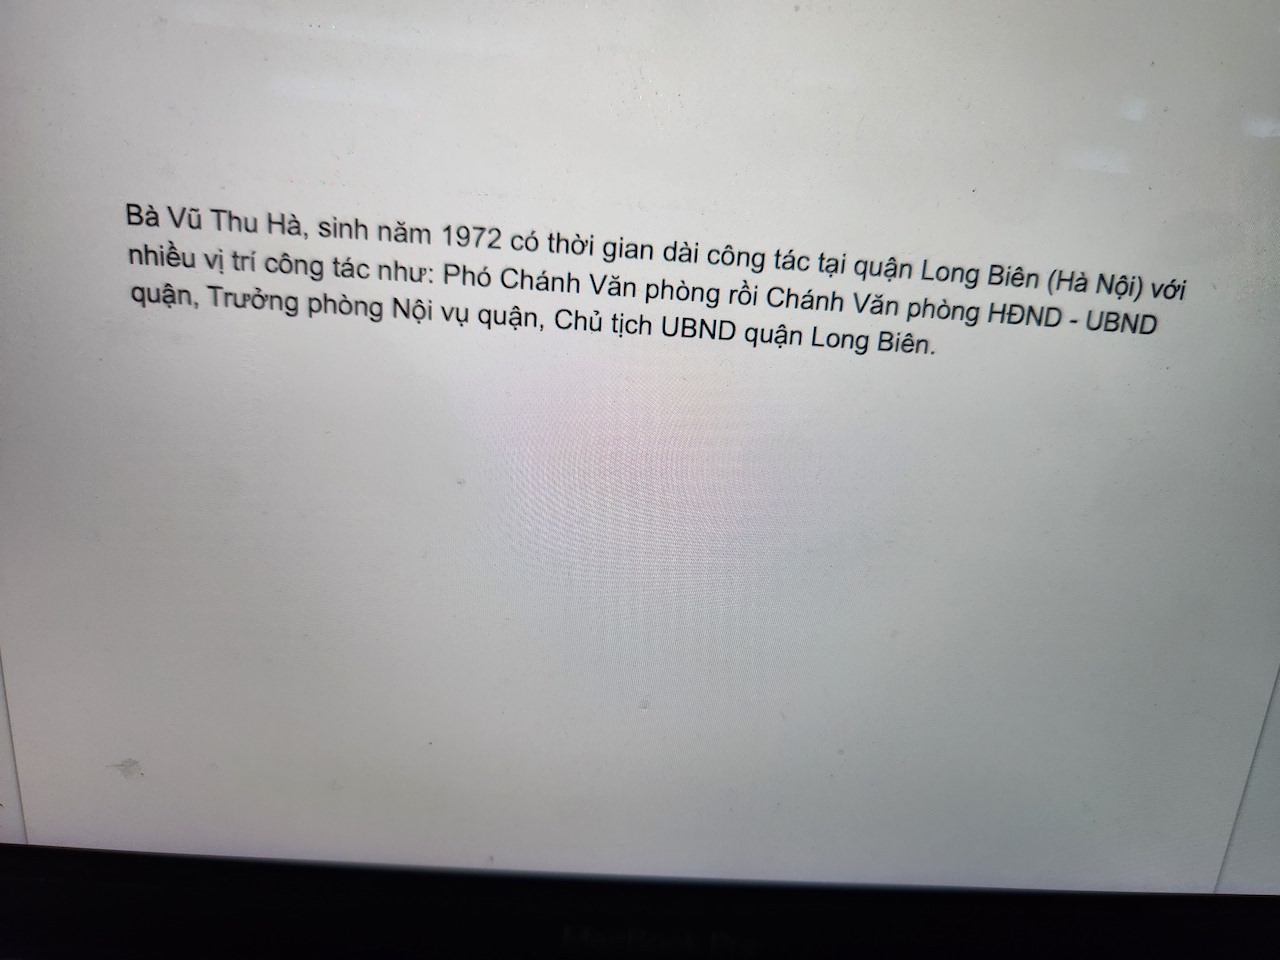 Bà Vũ Thu Hà, sinh năm 1972 có thời gian dài công tác tại quận Long Biên (Hà Nội) với
nhiều vị trí công tác như: Phó Chánh Văn phòng rồi Chánh Văn phòng HĐND - UBND
quận, Trưởng phòng Nội vụ quận, Chủ tịch UBND quận Long Biên.
MacBook Pro